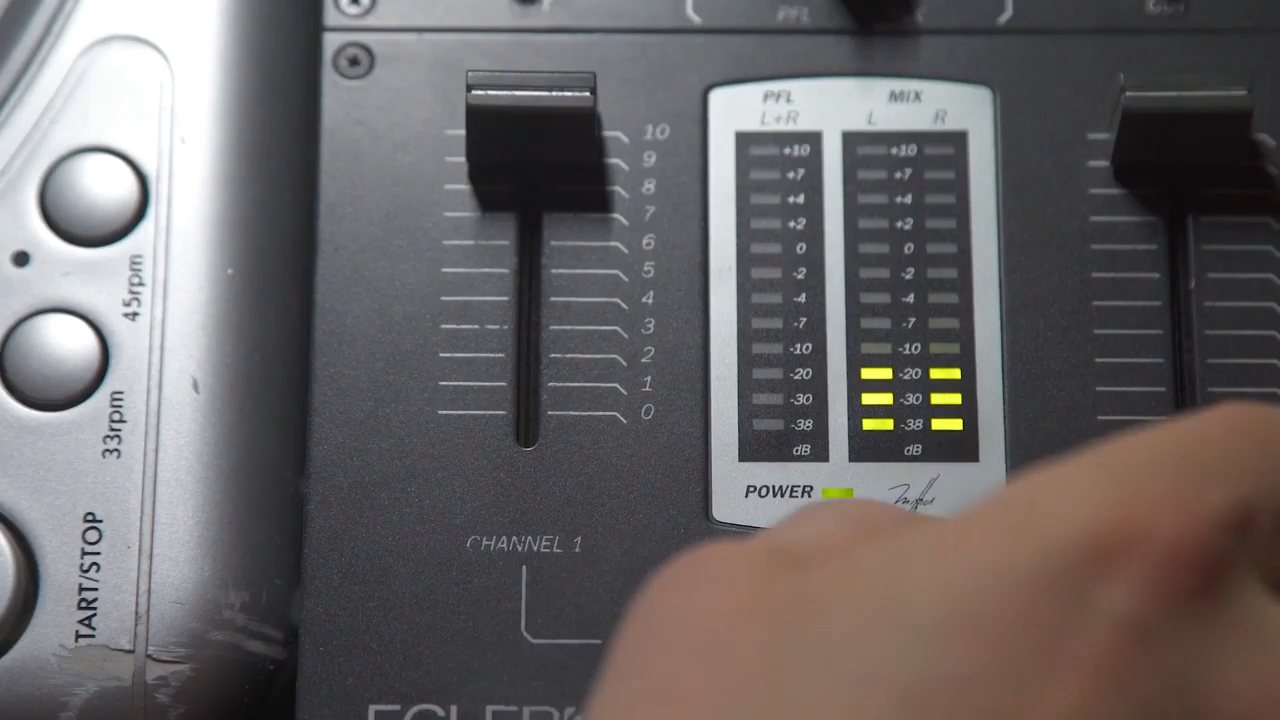 PFL
10
9
8
7
6
5
4
3
2
1
0
CHANNEL 1
PFL
L+R
+10
+7
+4
+2
0
-2
-4
-7
-10
-20
-30
-38
dB
MIX
L R
+10
+7
+4
+2
0
-2
-4
-7
-10
-20
-30
-38
dB
POWER
45rpm
33rpm
TART/STOP
ECLER